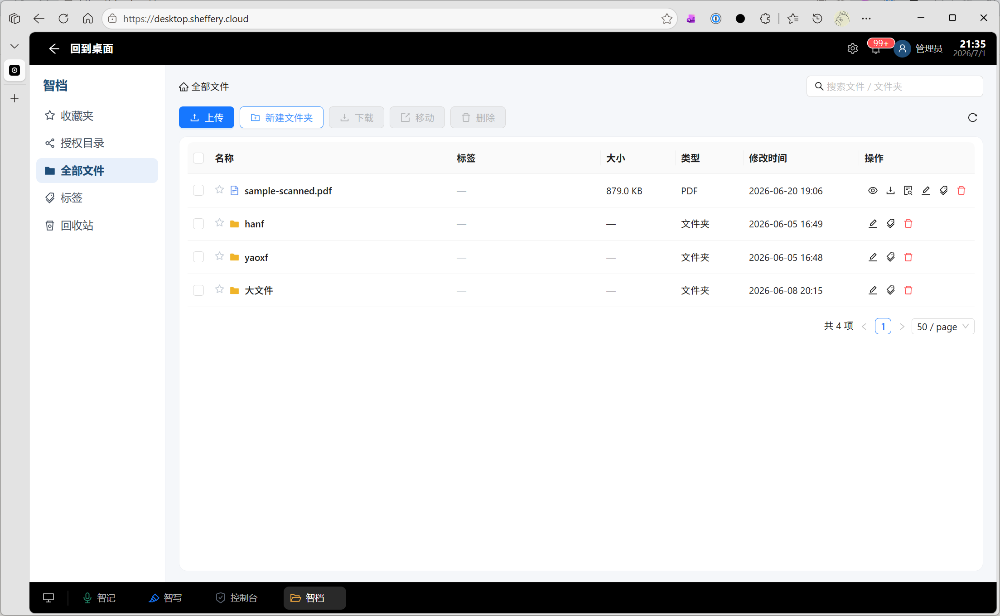 https://desktop.sheffery.cloud
回到桌面
99+
管理员
21:35
2026/7/1
智档
收藏夹
授权目录
全部文件
标签
回收站
全部文件
搜索文件 / 文件夹
上传
新建文件夹
下载
移动
删除
名称 标签 大小 类型 修改时间 操作
sample-scanned.pdf — 879.0 KB PDF 2026-06-20 19:06
hanf — — 文件夹 2026-06-05 16:49
yaoxf — — 文件夹 2026-06-05 16:48
大文件 — — 文件夹 2026-06-08 20:15
共 4 项 < 1 > 50 / page
智记
智写
控制台
智档